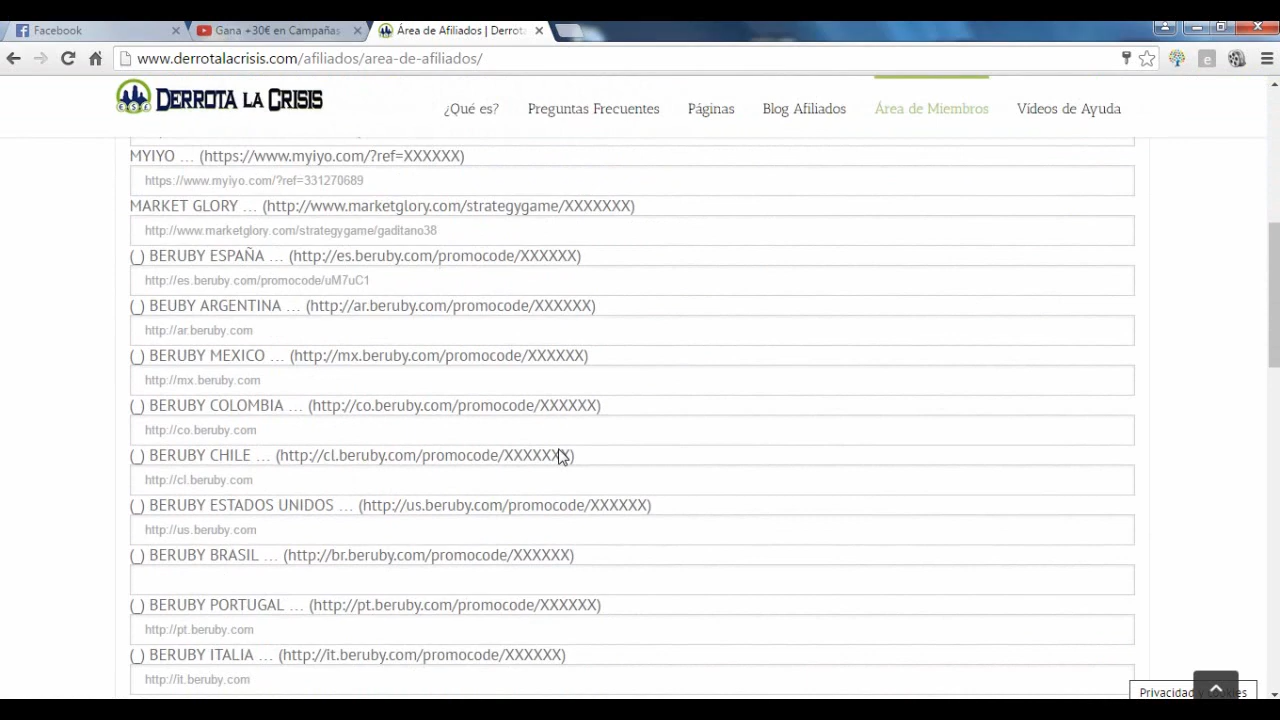 Facebook
Gana +30€ en Campañas
Área de Afiliados | Derrota
www.derrotalacrisis.com/afiliados/area-de-afiliados/
DERROTA LA CRISIS
¿Qué es?
Preguntas Frecuentes
Páginas
Blog Afiliados
Área de Miembros
Vídeos de Ayuda
MYIYO … (https://www.myiyo.com/?ref=XXXXXX)
https://www.myiyo.com/?ref=331270689
MARKET GLORY … (http://www.marketglory.com/strategygame/XXXXXXX)
http://www.marketglory.com/strategygame/gaditano38
(_) BERUBY ESPAÑA … (http://es.beruby.com/promocode/XXXXXX)
http://es.beruby.com/promocode/uM7uC1
(_) BEUBY ARGENTINA … (http://ar.beruby.com/promocode/XXXXXX)
http://ar.beruby.com
(_) BERUBY MEXICO … (http://mx.beruby.com/promocode/XXXXXX)
http://mx.beruby.com
(_) BERUBY COLOMBIA … (http://co.beruby.com/promocode/XXXXXX)
http://co.beruby.com
(_) BERUBY CHILE … (http://cl.beruby.com/promocode/XXXXXXX)
http://cl.beruby.com
(_) BERUBY ESTADOS UNIDOS … (http://us.beruby.com/promocode/XXXXXX)
http://us.beruby.com
(_) BERUBY BRASIL … (http://br.beruby.com/promocode/XXXXXX)
(_) BERUBY PORTUGAL … (http://pt.beruby.com/promocode/XXXXXX)
http://pt.beruby.com
(_) BERUBY ITALIA … (http://it.beruby.com/promocode/XXXXXX)
http://it.beruby.com
Privacidad y cookies